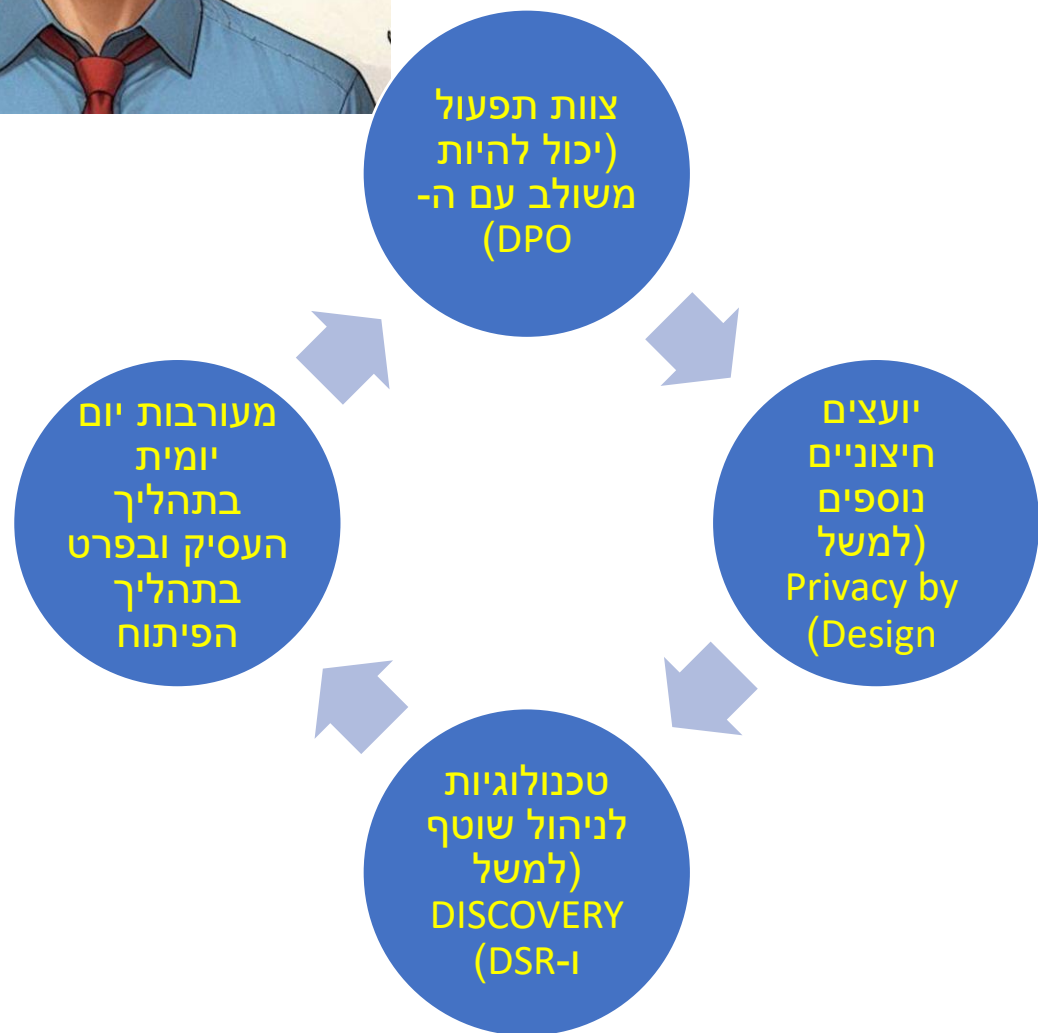 צוות תפעול
(יכול להיות
משולב עם ה-
DPO)
יועצים
חיצוניים
נוספים
(למשל
Privacy by
Design)
טכנולוגיות
לניהול שוטף
(למשל
DISCOVERY
ו-DSR)
מעורבות יום
יומית
בתהליך
העסיק ובפרט
בתהליך
הפיתוח